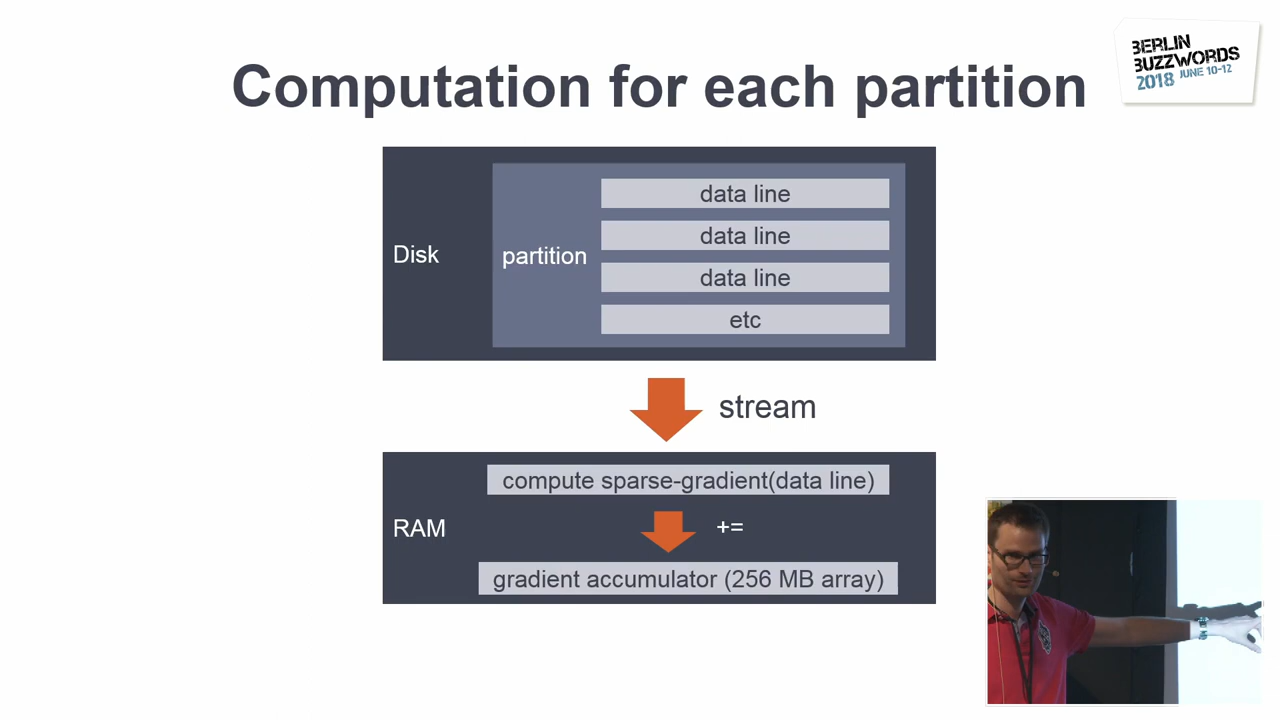 BERLIN
BUZZWORDS
2018 JUNE 10-12
Computation for each partition
Disk
partition
data line
data line
data line
etc
stream
RAM
compute sparse-gradient(data line)
+=
gradient accumulator (256 MB array)